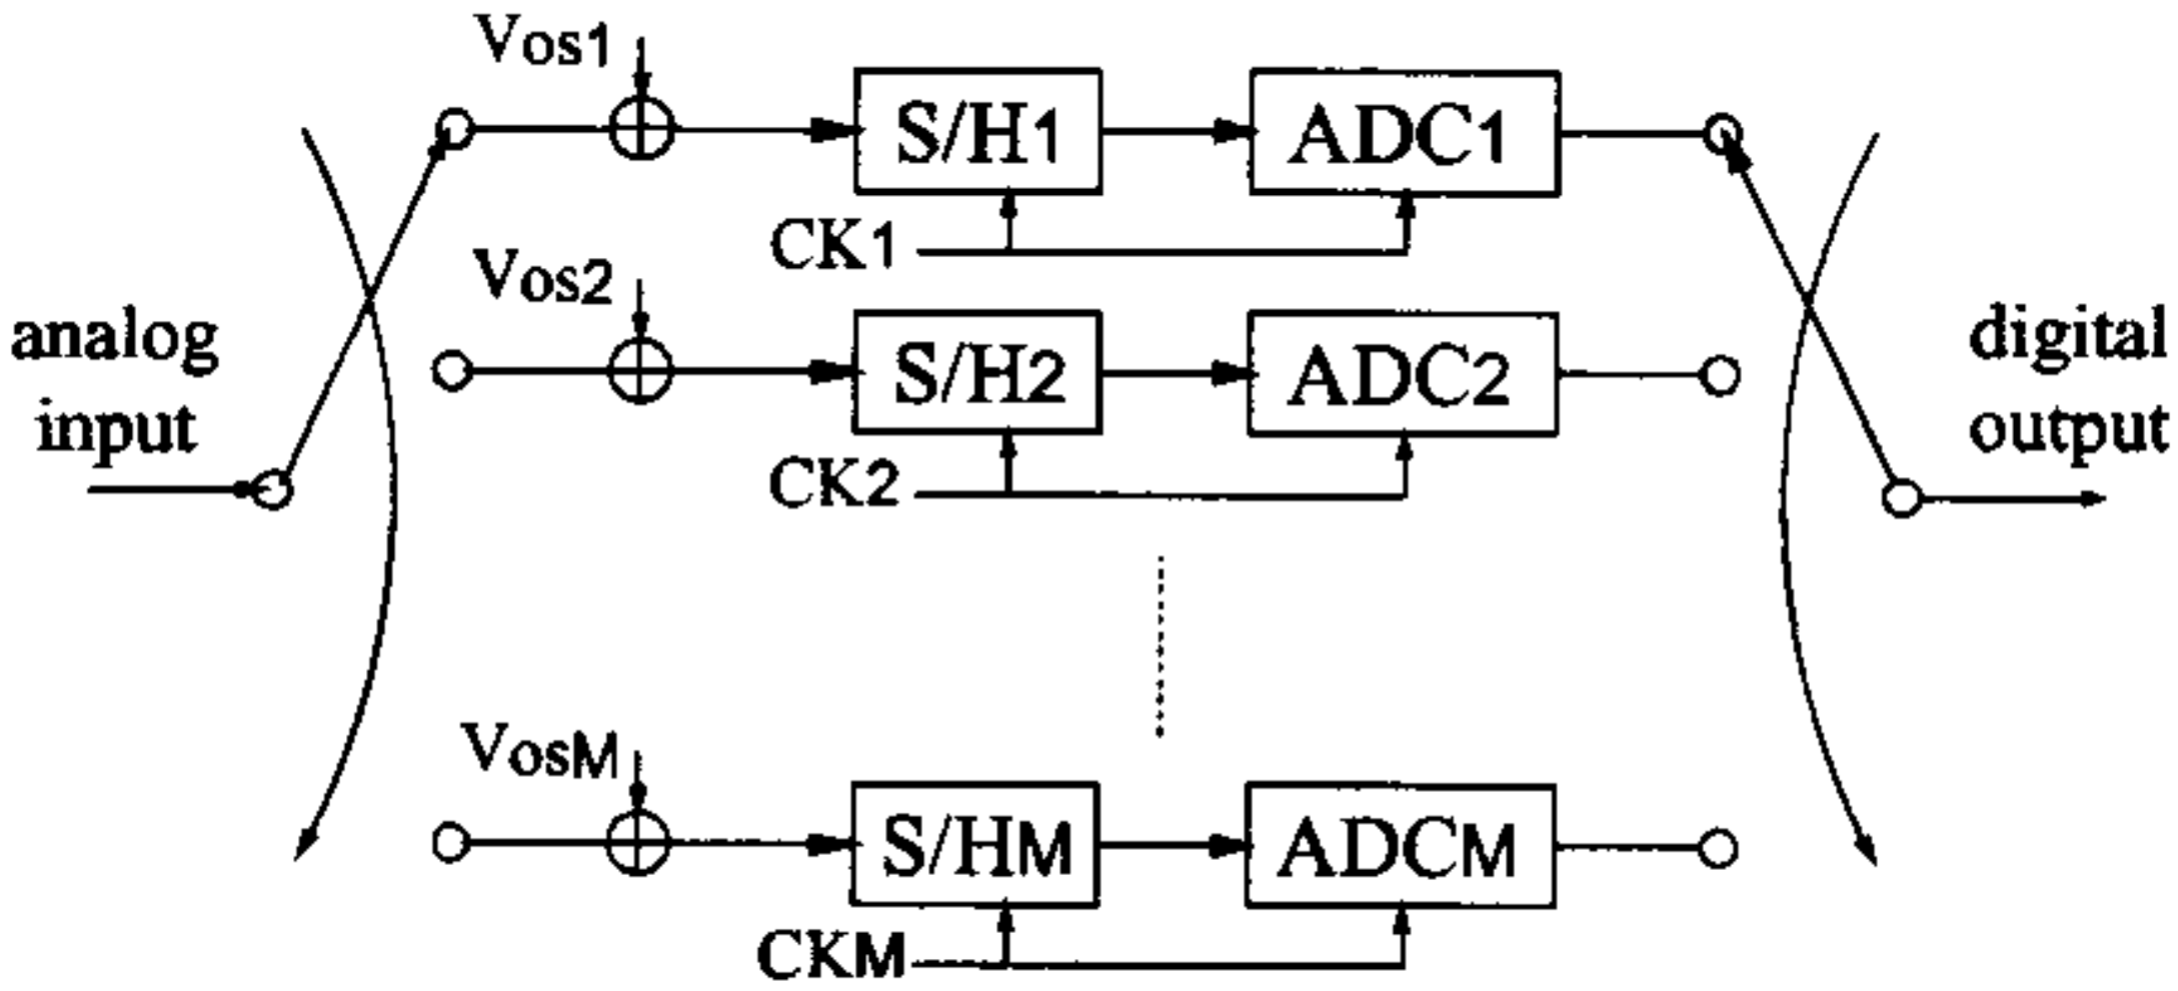 Vos1
S/H1
ADC1
CK1
Vos2
analog
input
S/H2
ADC2
digital
output
CK2
VosM
S/HM
ADCM
CKM